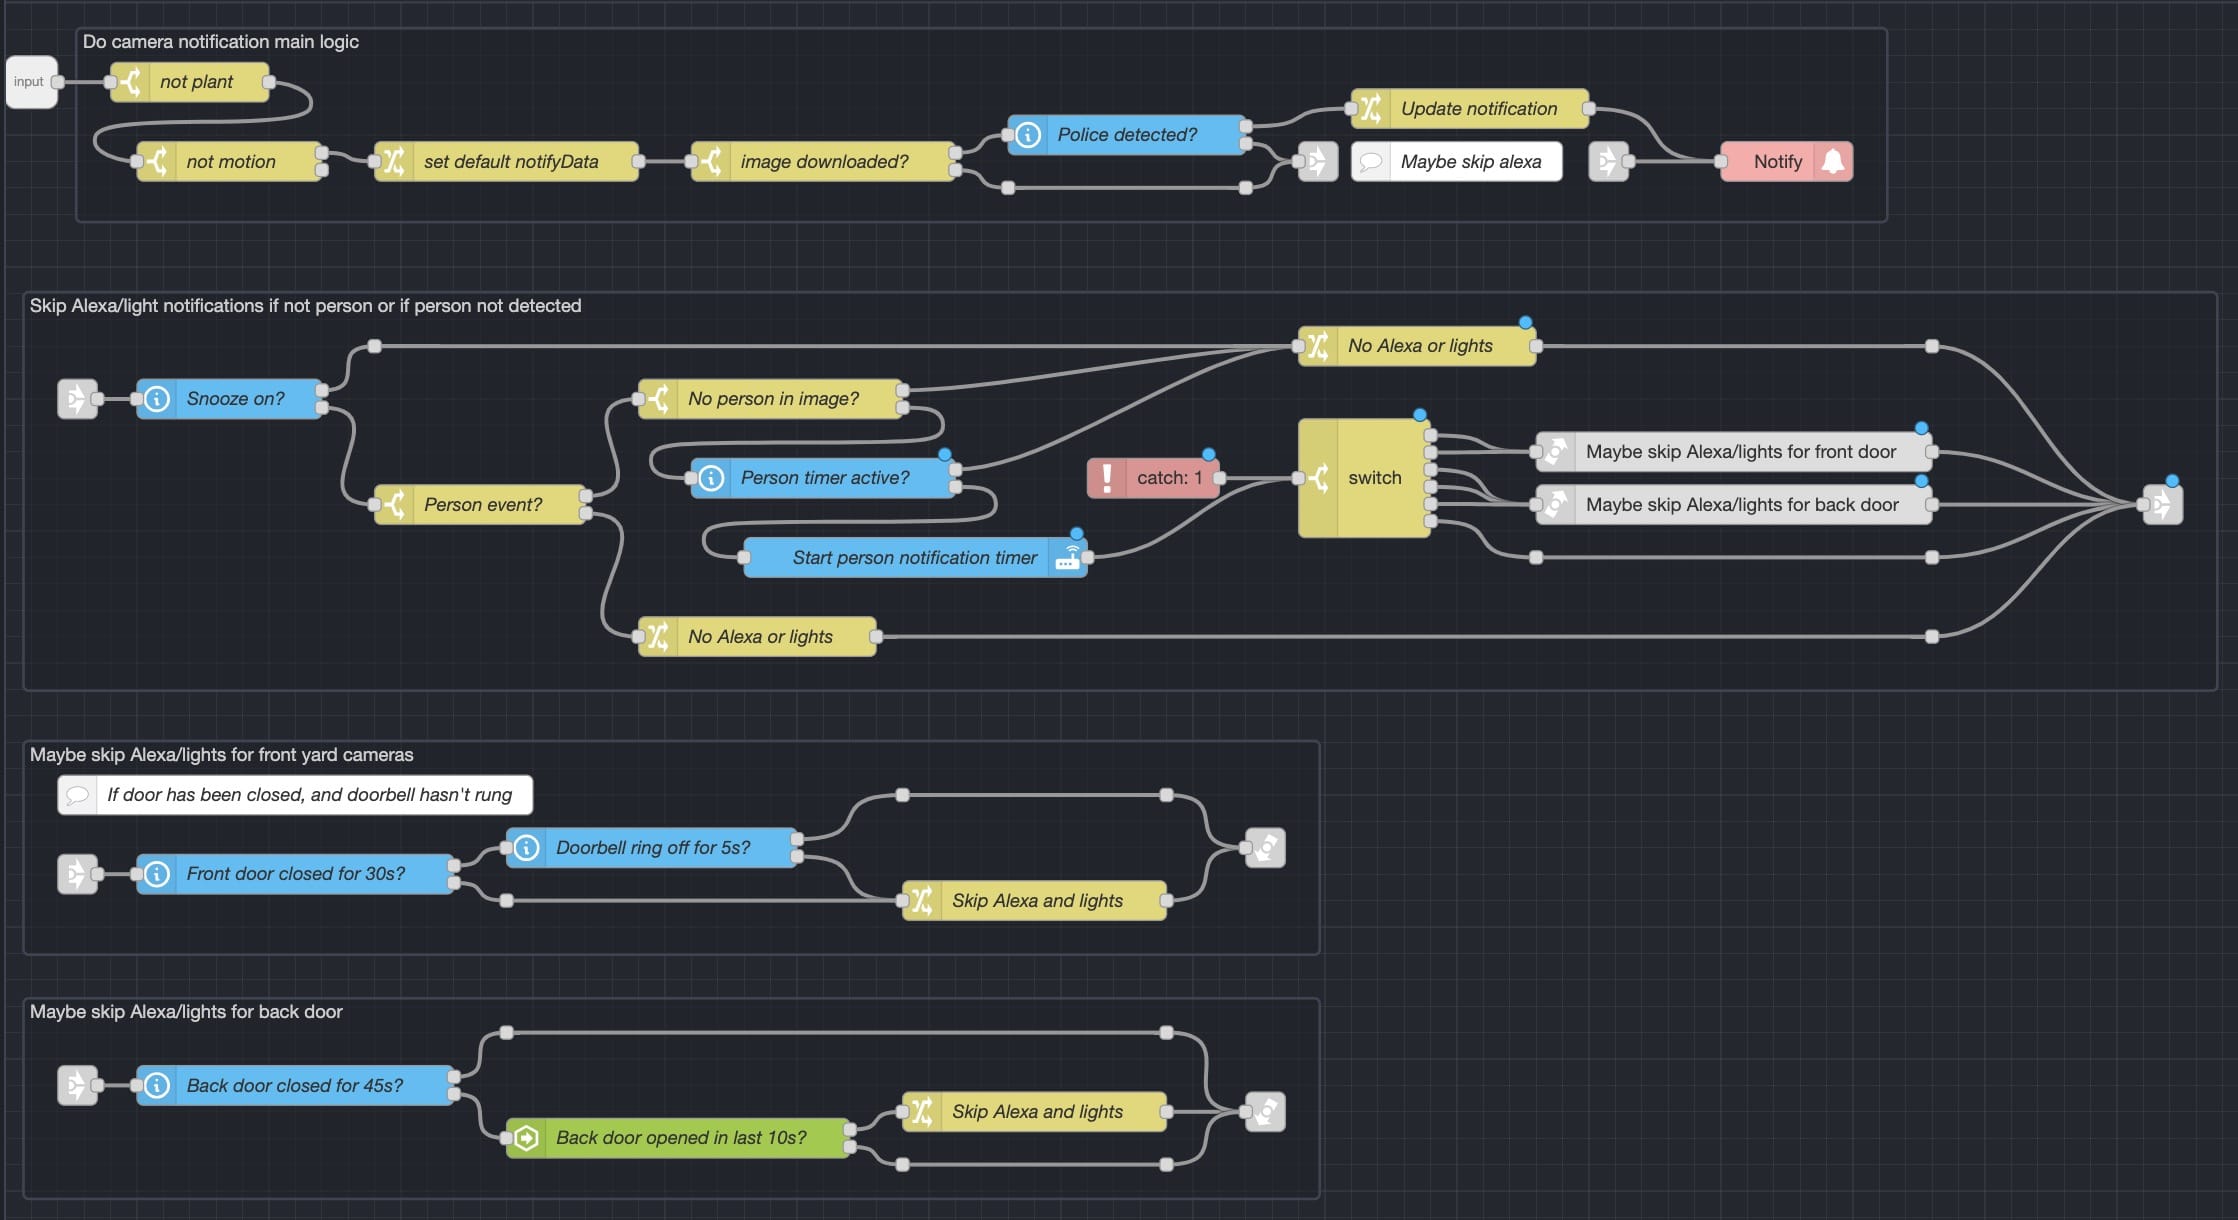 Do camera notification main logic
input
not plant
Update notification
Police detected?
not motion
set default notifyData
image downloaded?
Maybe skip alexa
Notify
Skip Alexa/light notifications if not person or if person not detected
No Alexa or lights
Snooze on?
No person in image?
Maybe skip Alexa/lights for front door
Person timer active?
catch: 1
switch
Person event?
Maybe skip Alexa/lights for back door
Start person notification timer
No Alexa or lights
Maybe skip Alexa/lights for front yard cameras
If door has been closed, and doorbell hasn't rung
Doorbell ring off for 5s?
Front door closed for 30s?
Skip Alexa and lights
Maybe skip Alexa/lights for back door
Back door closed for 45s?
Skip Alexa and lights
Back door opened in last 10s?